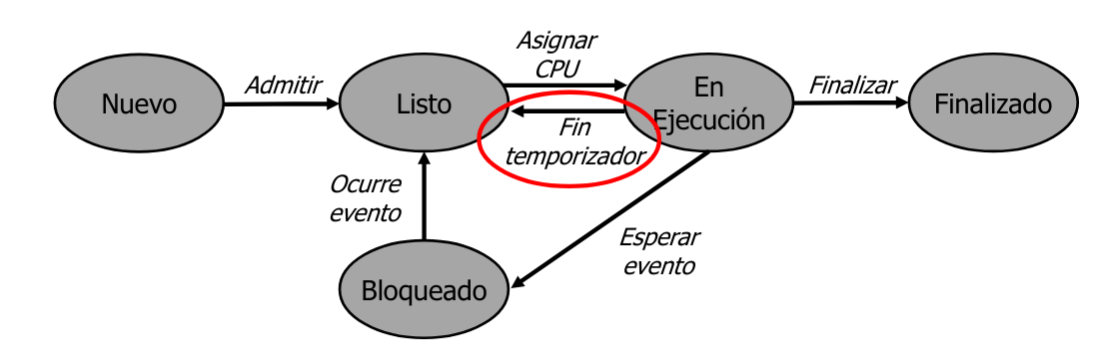 Asignar
CPU
Nuevo
Admitir
Listo
En
Ejecución
Finalizar
Finalizado
Fin
temporizador
Ocurre
evento
Esperar
evento
Bloqueado